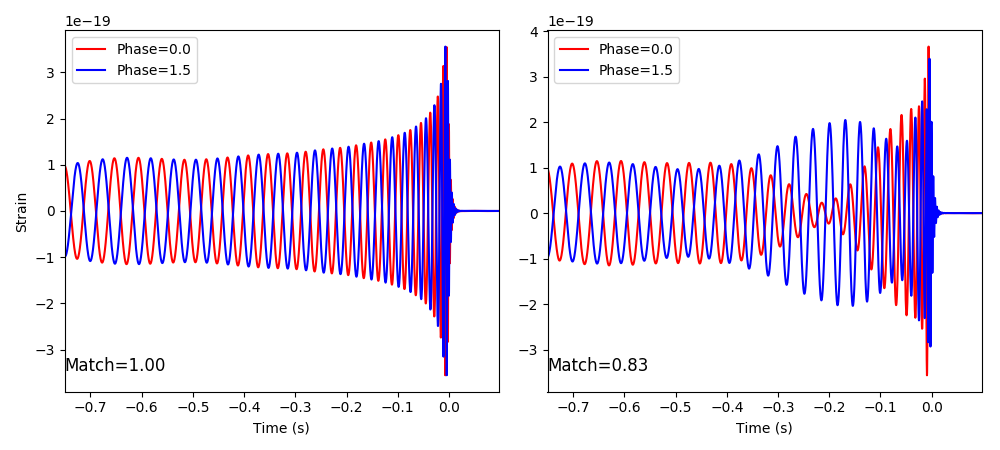 1e−19
Phase=0.0
Phase=1.5
3
2
1
0
−1
−2
−3
Strain
Match=1.00
−0.7 −0.6 −0.5 −0.4 −0.3 −0.2 −0.1 0.0
Time (s)
1e−19
Phase=0.0
Phase=1.5
4
3
2
1
0
−1
−2
−3
Match=0.83
−0.7 −0.6 −0.5 −0.4 −0.3 −0.2 −0.1 0.0
Time (s)